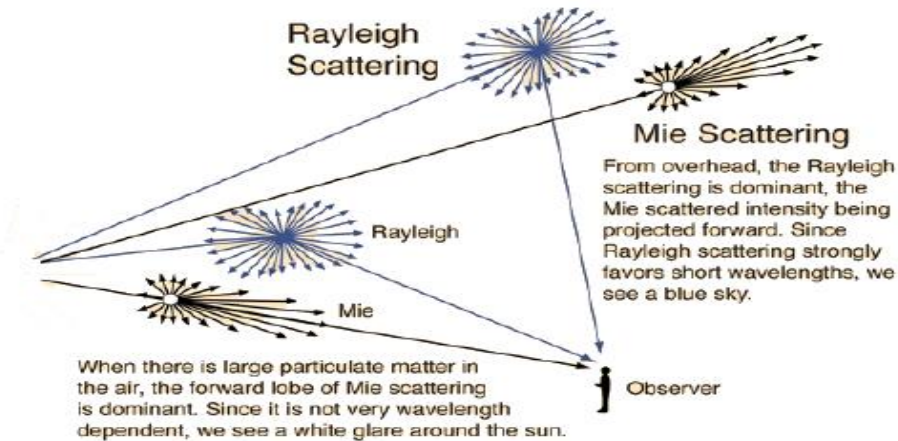 Rayleigh
Scattering
Mie Scattering
From overhead, the Rayleigh
scattering is dominant, the
Mie scattered intensity being
projected forward. Since
Rayleigh scattering strongly
favors short wavelengths, we
see a blue sky.
Rayleigh
Mie
When there is large particulate matter in
the air, the forward lobe of Mie scattering
is dominant. Since it is not very wavelength
dependent, we see a white glare around the sun.
Observer